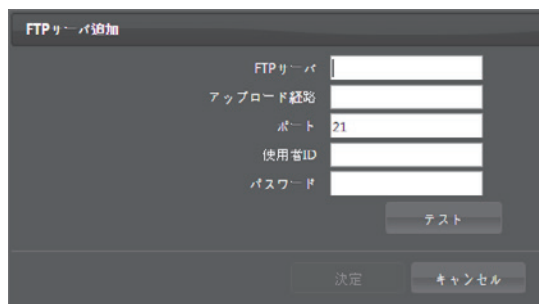 FTPサーバ追加
FTPサーバ
アップロード経路
ポート 21
使用者ID
パスワード
テスト
決定 キャンセル